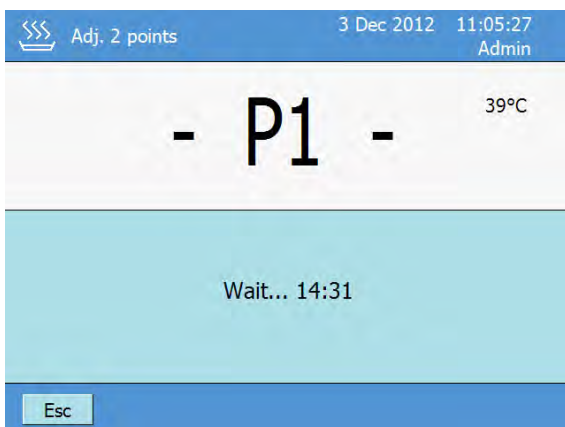 Adj. 2 points
3 Dec 2012 11:05:27
Admin
- P1 -
39°C
Wait... 14:31
Esc